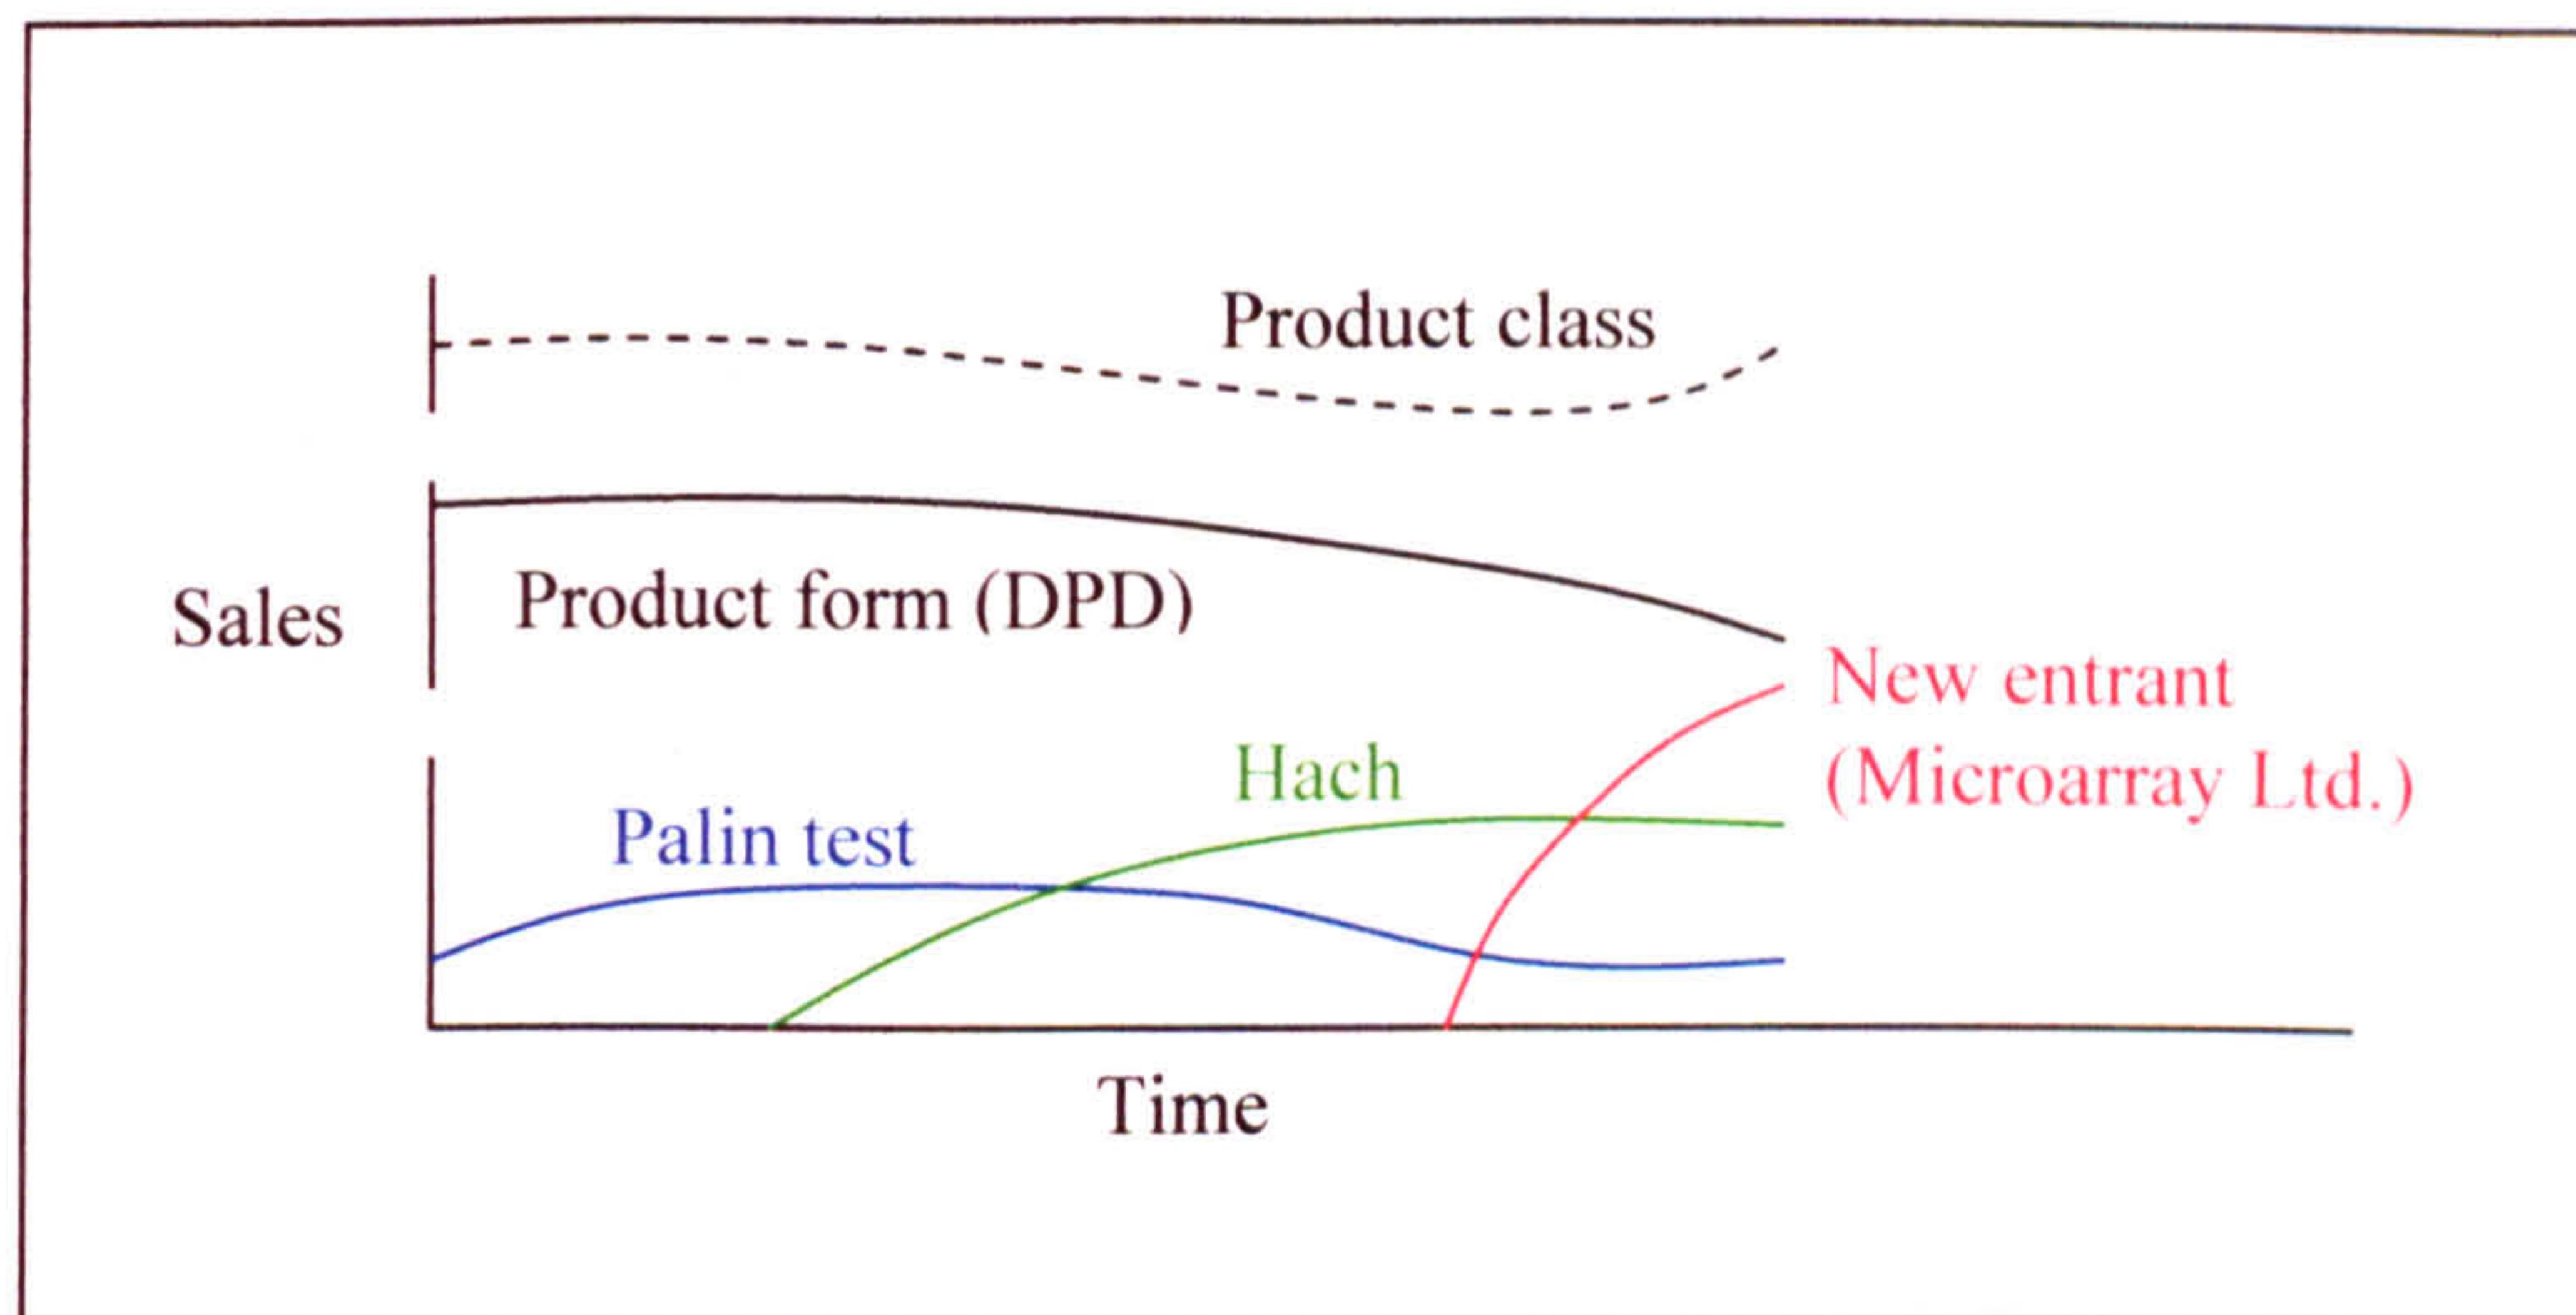 Product class
Product form (DPD)
Sales
New entrant
(Microarray Ltd.)
Hach
Palin test
Time